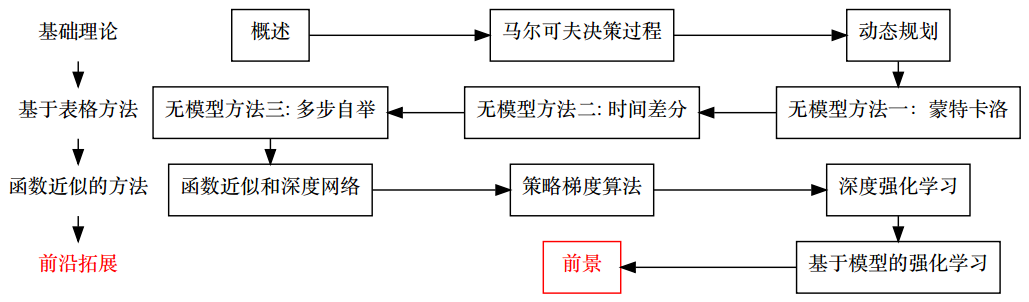 基础理论 概述 马尔可夫决策过程 动态规划
基于表格方法 无模型方法三: 多步自举 无模型方法二: 时间差分 无模型方法一: 蒙特卡洛
函数近似的方法 函数近似和深度网络 策略梯度算法 深度强化学习
前沿拓展 前景 基于模型的强化学习